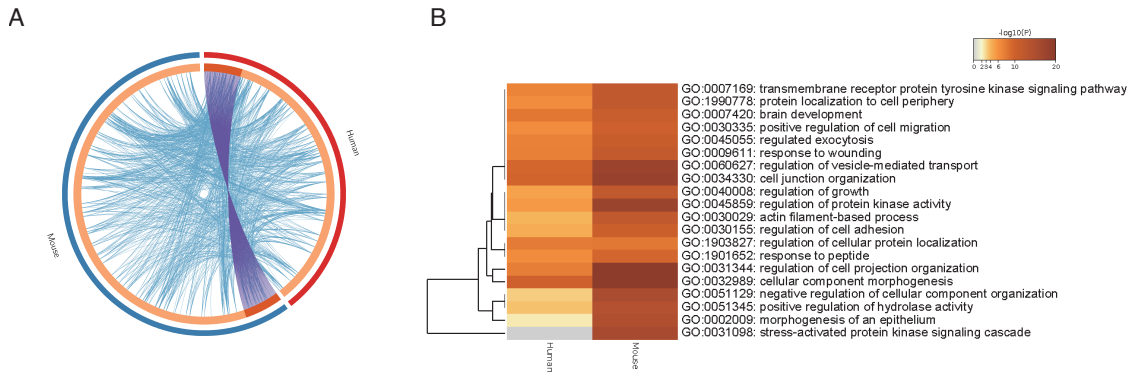 A
B
Human
Mouse
-log10(P)
0 2 3 4 6 10 20
GO:0007169: transmembrane receptor protein tyrosine kinase signaling pathway
GO:1990778: protein localization to cell periphery
GO:0007420: brain development
GO:0030335: positive regulation of cell migration
GO:0045055: regulated exocytosis
GO:0009611: response to wounding
GO:0060627: regulation of vesicle-mediated transport
GO:0034330: cell junction organization
GO:0040008: regulation of growth
GO:0045859: regulation of protein kinase activity
GO:0030029: actin filament-based process
GO:0030155: regulation of cell adhesion
GO:1903827: regulation of cellular protein localization
GO:1901652: response to peptide
GO:0031344: regulation of cell projection organization
GO:0032989: cellular component morphogenesis
GO:0051129: negative regulation of cellular component organization
GO:0051345: positive regulation of hydrolase activity
GO:0002009: morphogenesis of an epithelium
GO:0031098: stress-activated protein kinase signaling cascade
Human
Mouse